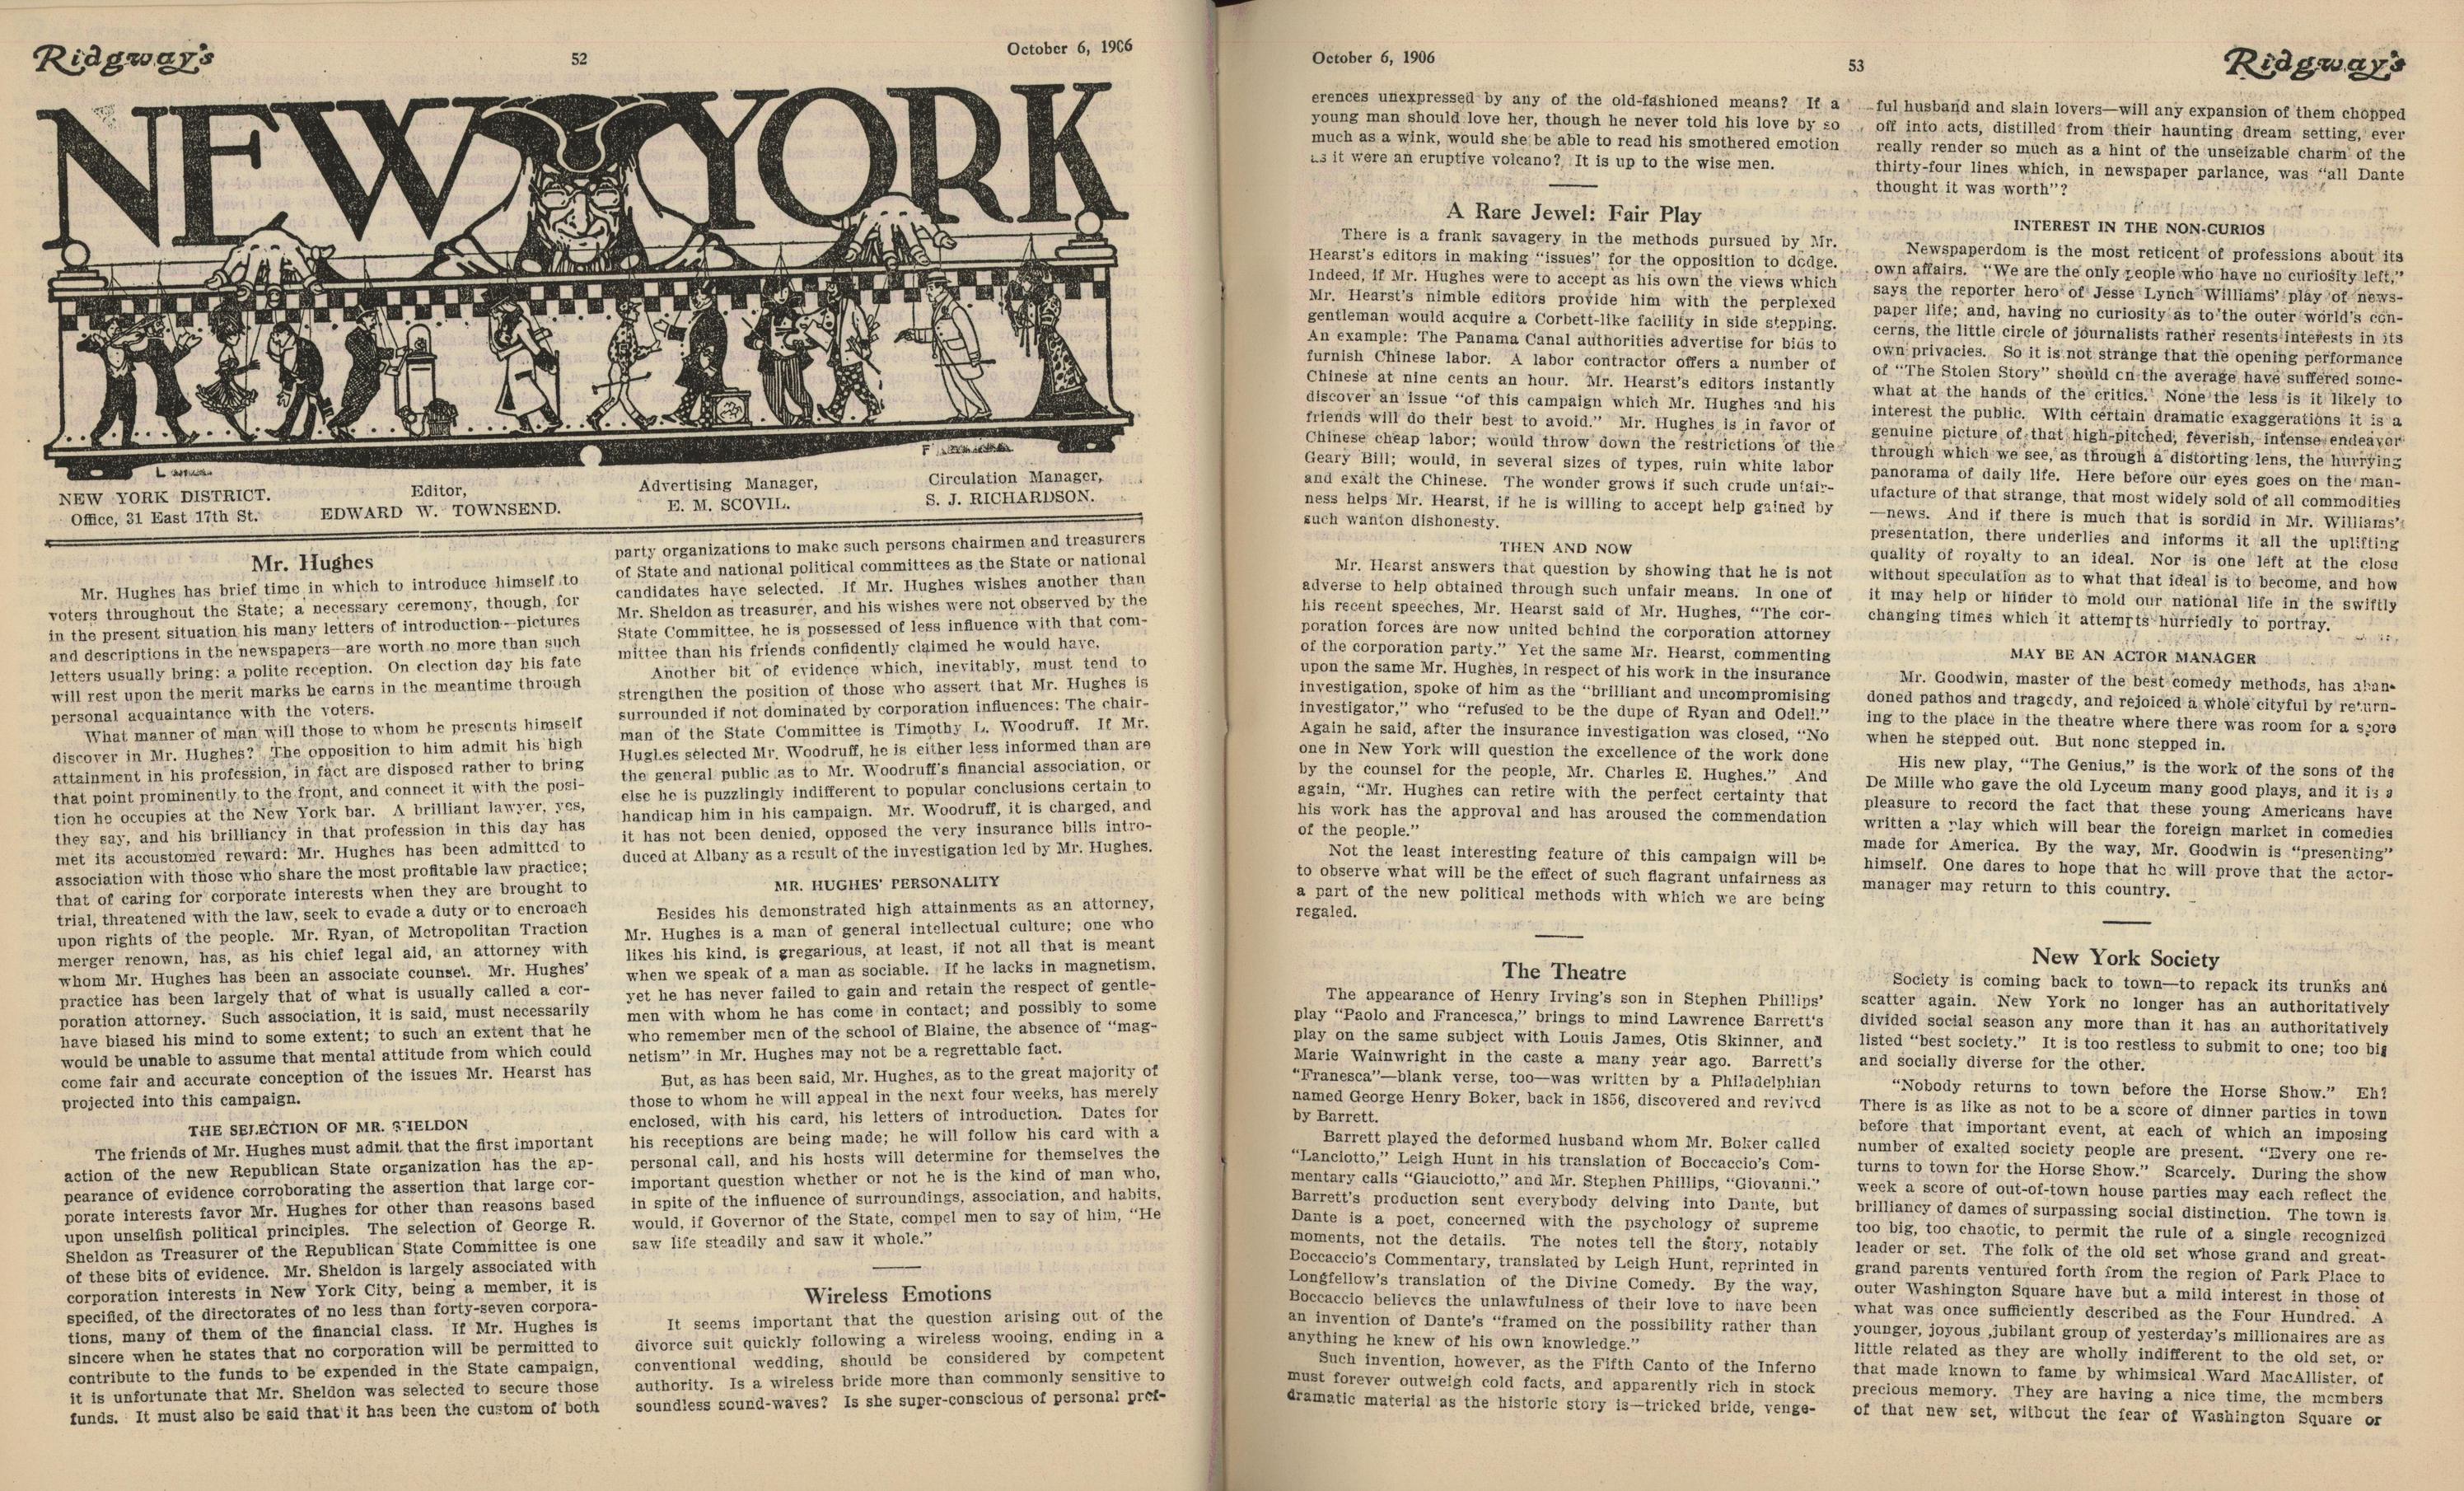 Ridgway's
52
October 6, 1906
NEW YORK
NEW YORK DISTRICT.
Office, 31 East 17th St.
Editor,
EDWARD W. TOWNSEND.
Advertising Manager,
E. M. SCOVIL.
Circulation Manager,
S. J. RICHARDSON.
Mr. Hughes
Mr. Hughes has brief time in which to introduce himself to
voters throughout the State; a necessary ceremony, though, for
in the present situation his many letters of introduction--pictures
and descriptions in the newspapers—are worth no more than such
letters usually bring: a polite reception. On election day his fate
will rest upon the merit marks he earns in the meantime through
personal acquaintance with the voters.
What manner of man will those to whom he presents himself
discover in Mr. Hughes? The opposition to him admit his high
attainment in his profession, in fact are disposed rather to bring
that point prominently to the front, and connect it with the posi-
tion he occupies at the New York bar. A brilliant lawyer, yes,
they say, and his brilliancy in that profession in this day has
met its accustomed reward: Mr. Hughes has been admitted to
association with those who share the most profitable law practice;
that of caring for corporate interests when they are brought to
trial, threatened with the law, seek to evade a duty or to encroach
upon rights of the people. Mr. Ryan, of Metropolitan Traction
merger renown, has, as his chief legal aid, an attorney with
whom Mr. Hughes has been an associate counsel. Mr. Hughes'
practice has been largely that of what is usually called a cor-
poration attorney. Such association, it is said, must necessarily
have biased his mind to some extent; to such an extent that he
would be unable to assume that mental attitude from which could
come fair and accurate conception of the issues Mr. Hearst has
projected into this campaign.
THE SELECTION OF MR. SHELDON
The friends of Mr. Hughes must admit that the first important
action of the new Republican State organization has the ap-
pearance of evidence corroborating the assertion that large cor-
porate interests favor Mr. Hughes for other than reasons based
upon unselfish political principles. The selection of George R.
Sheldon as Treasurer of the Republican State Committee is one
of these bits of evidence. Mr. Sheldon is largely associated with
corporation interests in New York City, being a member, it is
specified, of the directorates of no less than forty-seven corpora-
tions, many of them of the financial class. If Mr. Hughes is
sincere when he states that no corporation will be permitted to
contribute to the funds to be expended in the State campaign,
it is unfortunate that Mr. Sheldon was selected to secure those
funds. It must also be said that it has been the custom of both
party organizations to make such persons chairmen and treasurers
of State and national political committees as the State or national
candidates have selected. If Mr. Hughes wishes another than
Mr. Sheldon as treasurer, and his wishes were not observed by the
State Committee, he is possessed of less influence with that com-
mittee than his friends confidently claimed he would have.
Another bit of evidence which, inevitably, must tend to
strengthen the position of those who assert that Mr. Hughes is
surrounded if not dominated by corporation influences: The chair-
man of the State Committee is Timothy L. Woodruff. If Mr.
Hughes selected Mr. Woodruff, he is either less informed than are
the general public as to Mr. Woodruff's financial association, or
else he is puzzlingly indifferent to popular conclusions certain to
handicap him in his campaign. Mr. Woodruff, it is charged, and
it has not been denied, opposed the very insurance bills intro-
duced at Albany as a result of the investigation led by Mr. Hughes.
MR. HUGHES' PERSONALITY
Besides his demonstrated high attainments as an attorney,
Mr. Hughes is a man of general intellectual culture; one who
likes his kind, is gregarious, at least, if not all that is meant
when we speak of a man as sociable. If he lacks in magnetism,
yet he has never failed to gain and retain the respect of gentle-
men with whom he has come in contact; and possibly to some
who remember men of the school of Blaine, the absence of "mag-
netism" in Mr. Hughes may not be a regrettable fact.
But, as has been said, Mr. Hughes, as to the great majority of
those to whom he will appeal in the next four weeks, has merely
enclosed, with his card, his letters of introduction. Dates for
his receptions are being made; he will follow his card with a
personal call, and his hosts will determine for themselves the
important question whether or not he is the kind of man who,
in spite of the influence of surroundings, association, and habits,
would, if Governor of the State, compel men to say of him, "He
saw life steadily and saw it whole."
Wireless Emotions
It seems important that the question arising out of the
divorce suit quickly following a wireless wooing, ending in a
conventional wedding, should be considered by competent
authority. Is a wireless bride more than commonly sensitive to
soundless sound-waves? Is she super-conscious of personal pref-
October 6, 1906
53
Ridgway's
erences unexpressed by any of the old-fashioned means? If a
young man should love her, though he never told his love by so
much as a wink, would she be able to read his smothered emotion
as it were an eruptive volcano? It is up to the wise men.
A Rare Jewel: Fair Play
There is a frank savagery in the methods pursued by Mr.
Hearst's editors in making "issues" for the opposition to dodge.
Indeed, if Mr. Hughes were to accept as his own the views which
Mr. Hearst's nimble editors provide him with the perplexed
gentleman would acquire a Corbett-like facility in side stepping.
An example: The Panama Canal authorities advertise for bids to
furnish Chinese labor. A labor contractor offers a number of
Chinese at nine cents an hour. Mr. Hearst's editors instantly
discover an issue "of this campaign which Mr. Hughes and his
friends will do their best to avoid." Mr. Hughes is in favor of
Chinese cheap labor; would throw down the restrictions of the
Geary Bill; would, in several sizes of types, ruin white labor
and exalt the Chinese. The wonder grows if such crude unfair-
ness helps Mr. Hearst, if he is willing to accept help gained by
such wanton dishonesty.
THEN AND NOW
Mr. Hearst answers that question by showing that he is not
adverse to help obtained through such unfair means. In one of
his recent speeches, Mr. Hearst said of Mr. Hughes, "The cor-
poration forces are now united behind the corporation attorney
of the corporation party." Yet the same Mr. Hearst, commenting
upon the same Mr. Hughes, in respect of his work in the insurance
investigation, spoke of him as the "brilliant and uncompromising
investigator," who "refused to be the dupe of Ryan and Odell."
Again he said, after the insurance investigation was closed, "No
one in New York will question the excellence of the work done
by the counsel for the people, Mr. Charles E. Hughes." And
again, "Mr. Hughes can retire with the perfect certainty that
his work has the approval and has aroused the commendation
of the people."
Not the least interesting feature of this campaign will be
to observe what will be the effect of such flagrant unfairness as
a part of the new political methods with which we are being
regaled.
The Theatre
The appearance of Henry Irving's son in Stephen Phillips'
play "Paolo and Francesca," brings to mind Lawrence Barrett's
play on the same subject with Louis James, Otis Skinner, and
Marie Wainwright in the caste a many year ago. Barrett's
"Franesca"—blank verse, too—was written by a Philadelphian
named George Henry Boker, back in 1856, discovered and revived
by Barrett.
Barrett played the deformed husband whom Mr. Boker called
"Lanciotto," Leigh Hunt in his translation of Boccaccio's Com-
mentary calls "Giauciotto," and Mr. Stephen Phillips, "Giovanni."
Barrett's production sent everybody delving into Dante, but
Dante is a poet, concerned with the psychology of supreme
moments, not the details. The notes tell the story, notably
Boccaccio's Commentary, translated by Leigh Hunt, reprinted in
Longfellow's translation of the Divine Comedy. By the way,
Boccaccio believes the unlawfulness of their love to have been
an invention of Dante's "framed on the possibility rather than
anything he knew of his own knowledge."
Such invention, however, as the Fifth Canto of the Inferno
must forever outweigh cold facts, and apparently rich in stock
dramatic material as the historic story is—tricked bride, venge-
ful husband and slain lovers—will any expansion of them chopped
off into acts, distilled from their haunting dream setting, ever
really render so much as a hint of the unseizable charm of the
thirty-four lines which, in newspaper parlance, was "all Dante
thought it was worth"?
INTEREST IN THE NON-CURIOS
Newspaperdom is the most reticent of professions about its
own affairs. "We are the only people who have no curiosity left,"
says the reporter hero of Jesse Lynch Williams' play of news-
paper life; and, having no curiosity as to the outer world's con-
cerns, the little circle of journalists rather resents interests in its
own privacies. So it is not strange that the opening performance
of "The Stolen Story" should on the average have suffered some-
what at the hands of the critics. None the less is it likely to
interest the public. With certain dramatic exaggerations it is a
genuine picture of that high-pitched, feverish, intense endeavor
through which we see, as through a distorting lens, the hurrying
panorama of daily life. Here before our eyes goes on the man-
ufacture of that strange, that most widely sold of all commodities
—news. And if there is much that is sordid in Mr. Williams'
presentation, there underlies and informs it all the uplifting
quality of royalty to an ideal. Nor is one left at the close
without speculation as to what that ideal is to become, and how
it may help or hinder to mold our national life in the swiftly
changing times which it attempts hurriedly to portray.
MAY BE AN ACTOR MANAGER
Mr. Goodwin, master of the best comedy methods, has aban-
doned pathos and tragedy, and rejoiced a whole cityful by return-
ing to the place in the theatre where there was room for a score
when he stepped out. But none stepped in.
His new play, "The Genius," is the work of the sons of the
De Mille who gave the old Lyceum many good plays, and it is a
pleasure to record the fact that these young Americans have
written a play which will bear the foreign market in comedies
made for America. By the way, Mr. Goodwin is "presenting"
himself. One dares to hope that he will prove that the actor-
manager may return to this country.
New York Society
Society is coming back to town—to repack its trunks and
scatter again. New York no longer has an authoritatively
divided social season any more than it has an authoritatively
listed "best society." It is too restless to submit to one; too big
and socially diverse for the other.
"Nobody returns to town before the Horse Show." Eh?
There is as like as not to be a score of dinner parties in town
before that important event, at each of which an imposing
number of exalted society people are present. "Every one re-
turns to town for the Horse Show." Scarcely. During the show
week a score of out-of-town house parties may each reflect the
brilliancy of dames of surpassing social distinction. The town is
too big, too chaotic, to permit the rule of a single recognized
leader or set. The folk of the old set whose grand and great-
grand parents ventured forth from the region of Park Place to
outer Washington Square have but a mild interest in those of
what was once sufficiently described as the Four Hundred. A
younger, joyous ,jubilant group of yesterday's millionaires are as
little related as they are wholly indifferent to the old set, or
that made known to fame by whimsical Ward MacAllister, of
precious memory. They are having a nice time, the members
of that new set, without the fear of Washington Square or